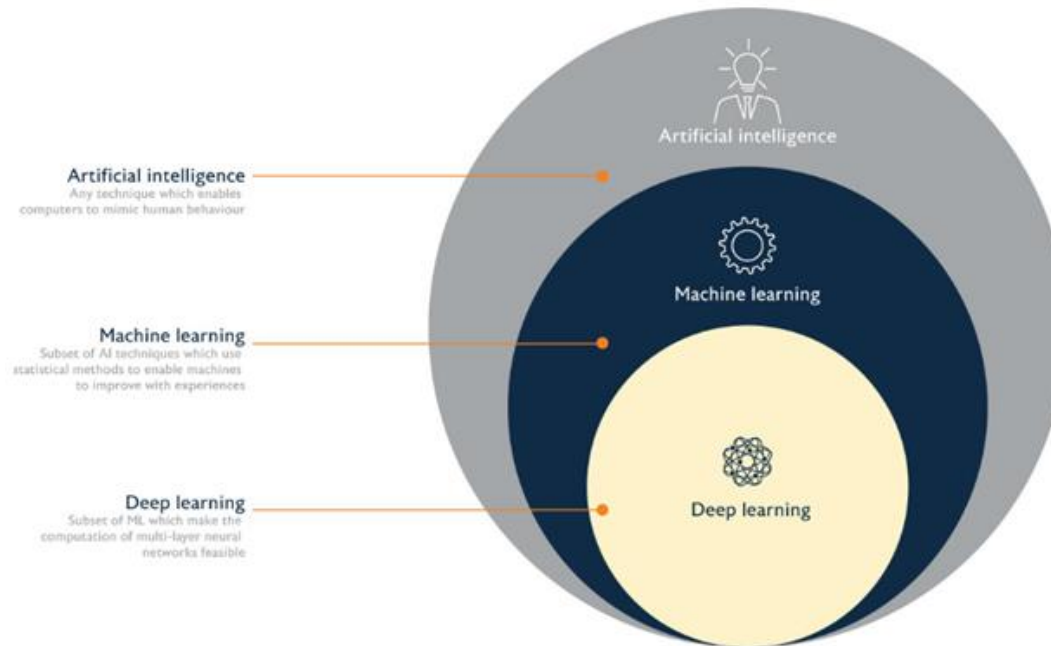 Artificial intelligence
Artificial intelligence
Any technique which enables
computers to mimic human behaviour
Machine learning
Machine learning
Subset of AI techniques which use
statistical methods to enable machines
to improve with experiences
Deep learning
Subset of ML which make the
computation of multi-layer neural
networks feasible
Deep learning